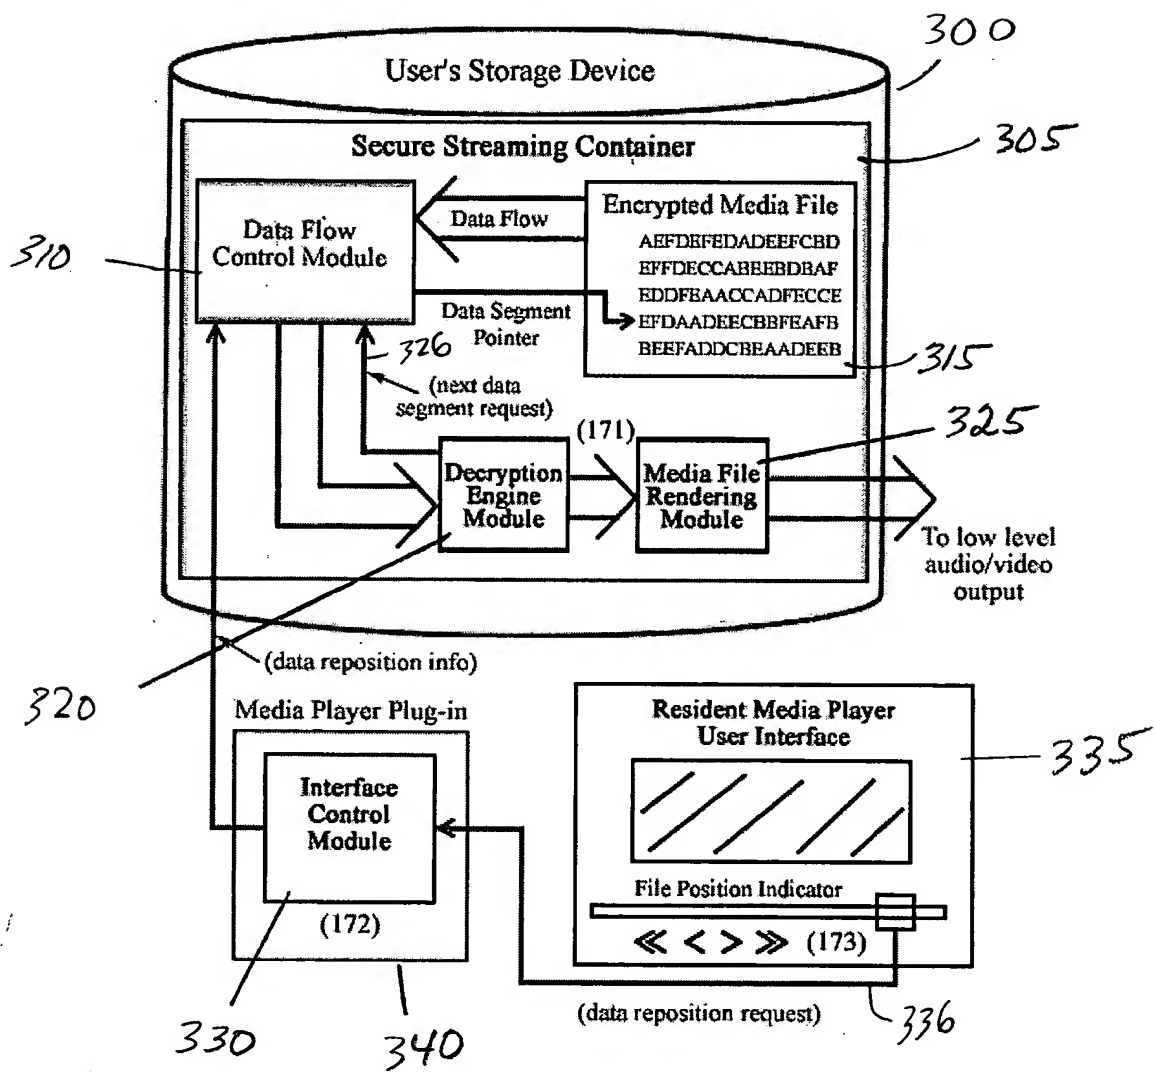 300
User's Storage Device
Secure Streaming Container
305
Data Flow
Control Module
310
Data Flow
Encrypted Media File
AEFDEFEDADEEFCBD
EFFDECCABEEBDBAF
EDDFEAACCADFECCE
EFDAADEECBBFEAFB
BEEFADDCBEAADEEB
315
Data Segment
Pointer
326
(next data
segment request)
(171)
325
Decryption
Engine
Module
Media File
Rendering
Module
To low level
audio/video
output
(data reposition info)
320
Media Player Plug-in
Interface
Control
Module
(172)
330
340
Resident Media Player
User Interface
335
File Position Indicator
≪ < > ≫ (173)
(data reposition request)
336